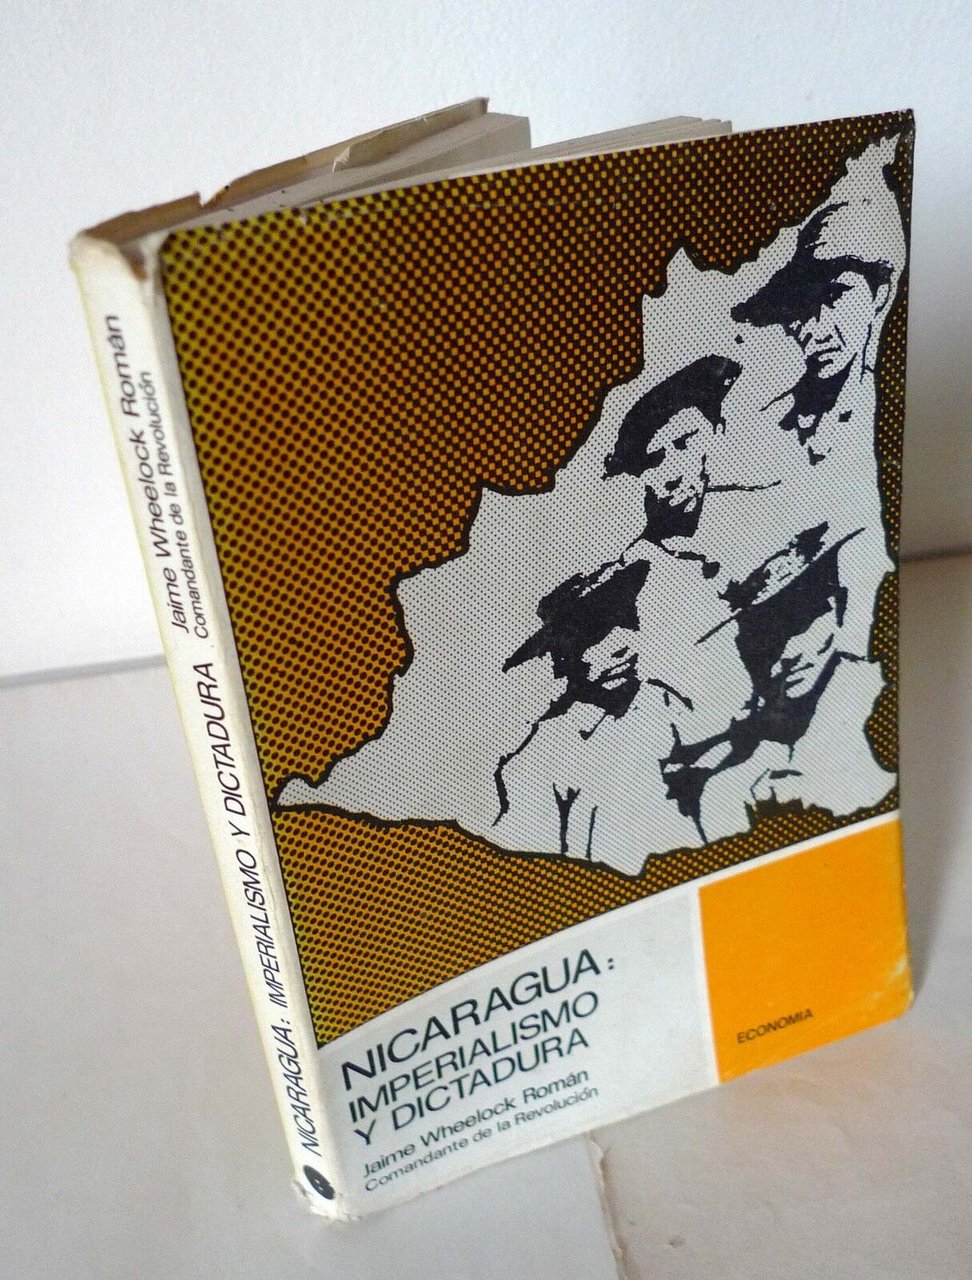 Jaime Wheelock Román
Comandante de la Revolución
NICARAGUA: IMPERIALISMO Y DICTADURA
NICARAGUA:
IMPERIALISMO
Y DICTADURA
Jaime Wheelock Román
Comandante de la Revolución
ECONOMIA